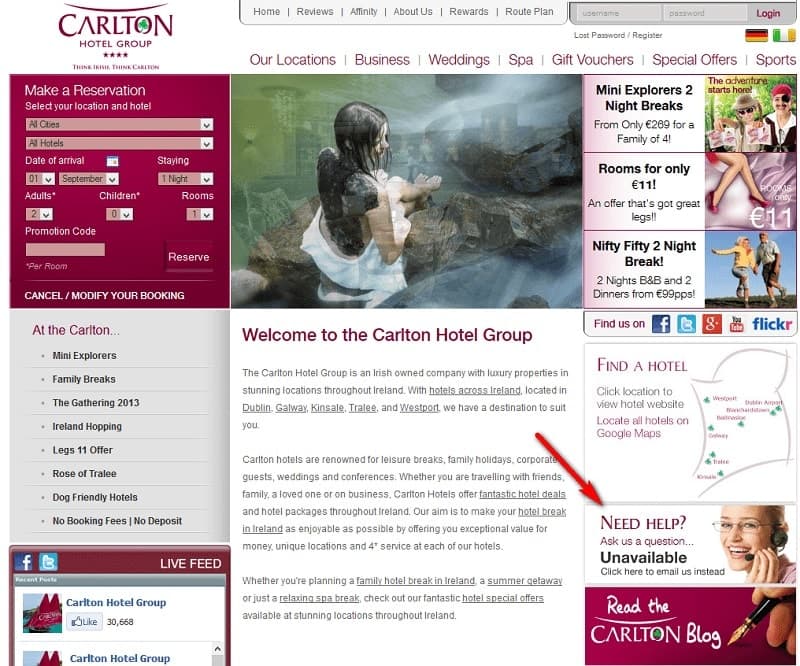 CARLTON
HOTEL GROUP
THINK IRISH. THINK CARLTON
Home | Reviews | Affinity | About Us | Rewards | Route Plan
username
password
Login
Lost Password / Register
Our Locations | Business | Weddings | Spa | Gift Vouchers | Special Offers | Sports
Make a Reservation
Select your location and hotel
All Cities
All Hotels
Date of arrival
Staying
01 September
1 Night
Adults*
Children*
Rooms
2
0
1
Promotion Code
*Per Room
Reserve
CANCEL / MODIFY YOUR BOOKING
Mini Explorers 2
Night Breaks
From Only €269 for a
Family of 4!
The adventure
starts here!
Rooms for only
€11!
An offer that's got great
legs!!
ROOMS
only
€11
Nifty Fifty 2 Night
Break!
2 Nights B&B and 2
Dinners from €99pps!
Find us on
You
Tube
flickr
At the Carlton...
Mini Explorers
Family Breaks
The Gathering 2013
Ireland Hopping
Legs 11 Offer
Rose of Tralee
Dog Friendly Hotels
No Booking Fees | No Deposit
Welcome to the Carlton Hotel Group
The Carlton Hotel Group is an Irish owned company with luxury properties in
stunning locations throughout Ireland. With hotels across Ireland, located in
Dublin, Galway, Kinsale, Tralee, and Westport, we have a destination to suit
you.
Carlton hotels are renowned for leisure breaks, family holidays, corporate
guests, weddings and conferences. Whether you are travelling with friends,
family, a loved one or on business, Carlton Hotels offer fantastic hotel deals
and hotel packages throughout Ireland. Our aim is to make your hotel break
in Ireland as enjoyable as possible by offering you exceptional value for
money, unique locations and 4* service at each of our hotels.
Whether you're planning a family hotel break in Ireland, a summer getaway
or just a relaxing spa break, check out our fantastic hotel special offers
available at stunning locations throughout Ireland.
FIND A HOTEL
Click location to
view hotel website
Locate all hotels on
Google Maps
Westport
Dublin Airport
Blanchardstown
Ballinasloe
Galway
Tralee
Kinsale
NEED HELP?
Ask us a question...
Unavailable
Click here to email us instead
Read the
CARLTON Blog
LIVE FEED
Recent Posts
Carlton Hotel Group
Like 30,668
Carlton Hotel Group